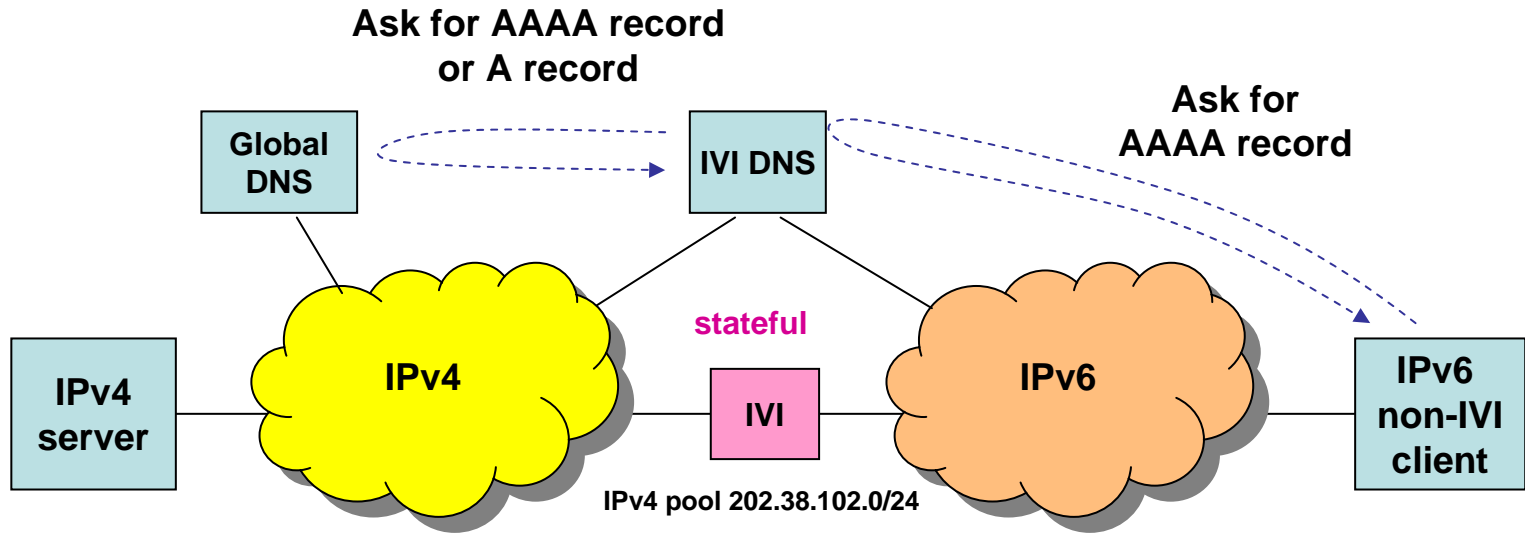 Ask for AAAA record
or A record
Ask for
AAAA record
Global
DNS
IVI DNS
stateful
IPv4
server
IPv4
IVI
IPv6
IPv6
non-IVI
client
IPv4 pool 202.38.102.0/24